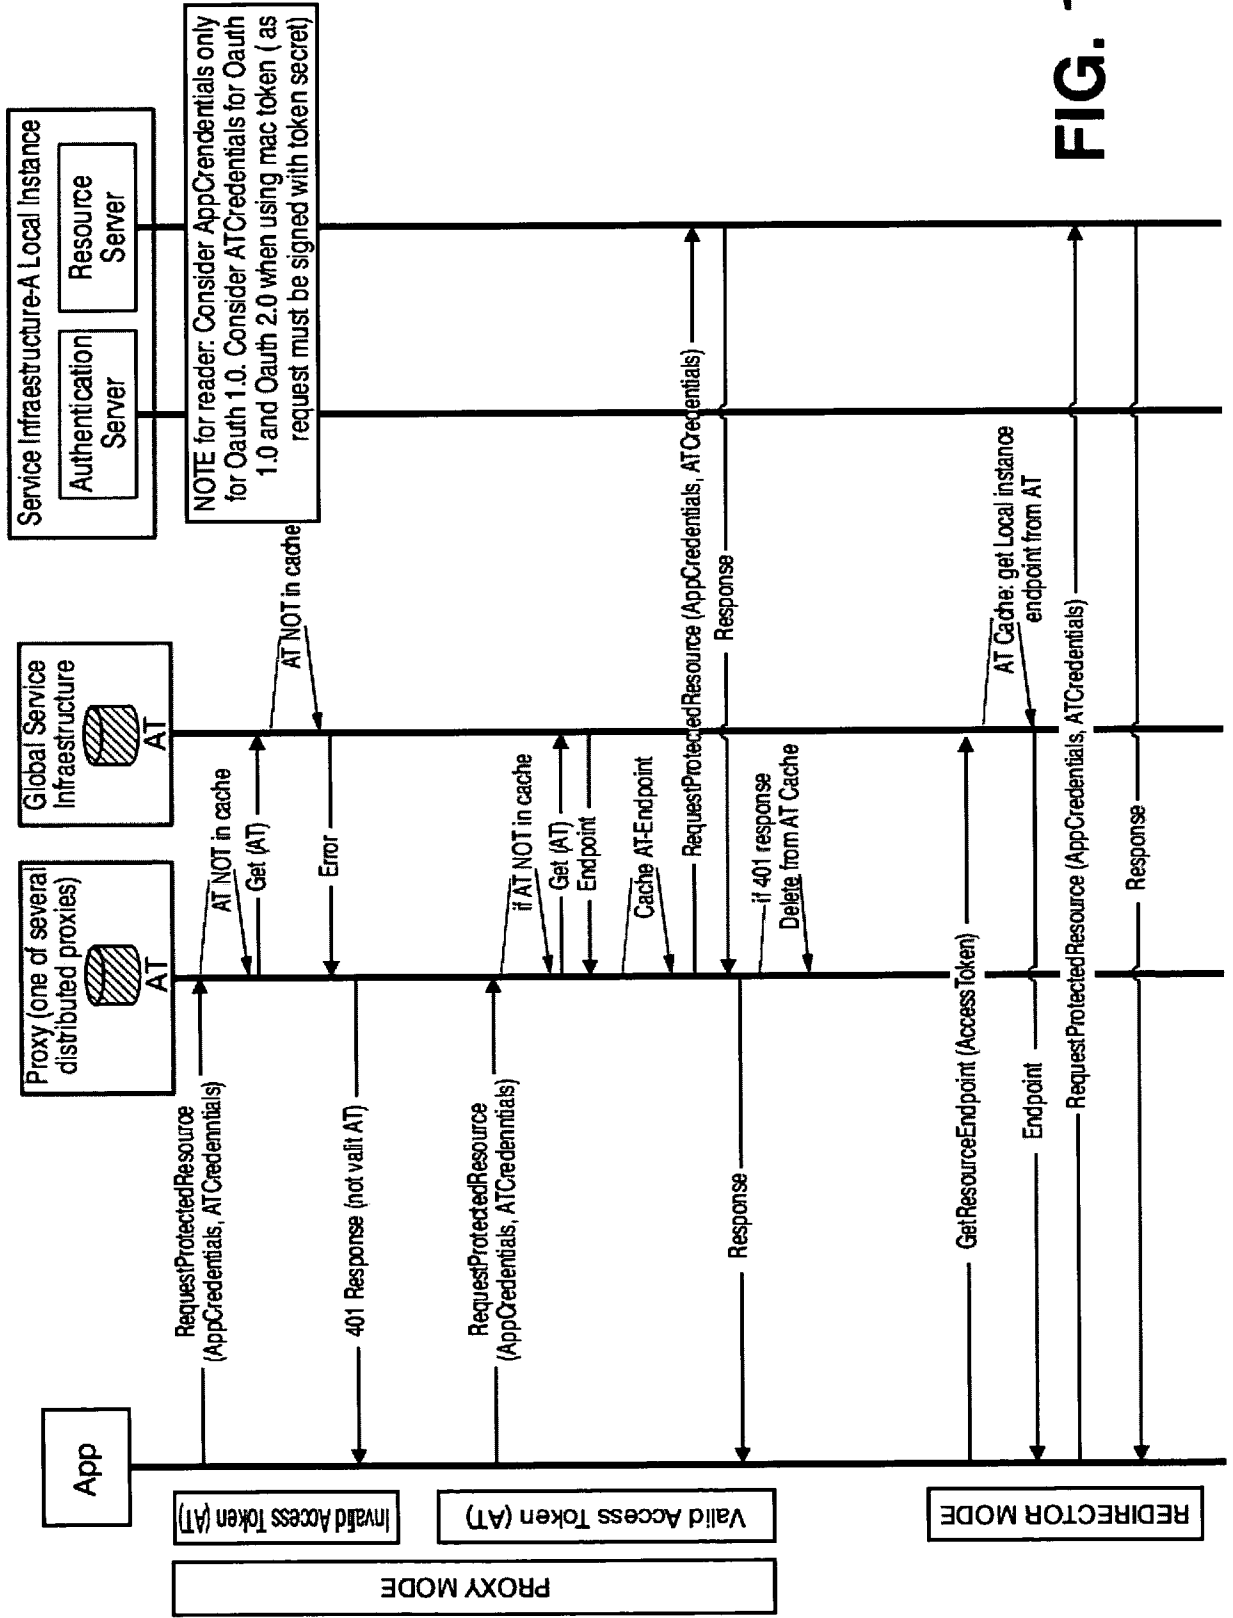 App
Proxy (one of several
distributed proxies)
AT
Global Service
Infraestructure
AT
Service Infraestructure-A Local Instance
Authentication
Server
Resource
Server
NOTE for reader: Consider AppCrendentials only
for Oauth 1.0. Consider ATCredentials for Oauth
1.0 and Oauth 2.0 when using mac token ( as
request must be signed with token secret)
PROXY MODE
Invalid Access Token (AT)
RequestProtectedResource
(AppCredentials, ATCredenntials)
AT NOT in cache
Get (AT)
AT NOT in cache
Error
401 Response (not valit AT)
Valid Access Token (AT)
RequestProtectedResource
(AppCredentials, ATCredenntials)
if AT NOT in cache
Get (AT)
Endpoint
Cache AT-Endpoint
RequestProtectedResource (AppCredentials, ATCredentials)
Response
if 401 response
Delete from AT Cache
Response
REDIRECTOR MODE
GetResourceEndpoint (AccessToken)
AT Cache: get Local instance
endpoint from AT
Endpoint
RequestProtectedResource (AppCredentials, ATCredentials)
Response
FIG.